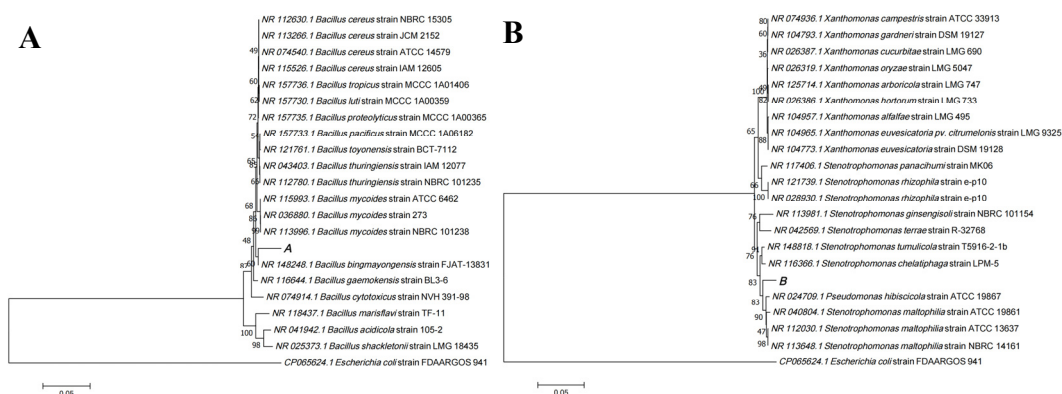 A
NR 112630.1 Bacillus cereus strain NBRC 15305
NR 113266.1 Bacillus cereus strain JCM 2152
NR 074540.1 Bacillus cereus strain ATCC 14579
NR 115526.1 Bacillus cereus strain IAM 12605
NR 157736.1 Bacillus tropicus strain MCCC 1A01406
NR 157730.1 Bacillus luti strain MCCC 1A00359
NR 157735.1 Bacillus proteolyticus strain MCCC 1A00365
NR 157733.1 Bacillus pacificus strain MCCC 1A06182
NR 121761.1 Bacillus toyonensis strain BCT-7112
NR 043403.1 Bacillus thuringiensis strain IAM 12077
NR 112780.1 Bacillus thuringiensis strain NBRC 101235
NR 115993.1 Bacillus mycoides strain ATCC 6462
NR 036880.1 Bacillus mycoides strain 273
NR 113996.1 Bacillus mycoides strain NBRC 101238
A
NR 148248.1 Bacillus bingmayongensis strain FJAT-13831
NR 116644.1 Bacillus gaemokensis strain BL3-6
NR 074914.1 Bacillus cytotoxicus strain NVH 391-98
NR 118437.1 Bacillus marisflavi strain TF-11
NR 041942.1 Bacillus acidicola strain 105-2
NR 025373.1 Bacillus shackletonii strain LMG 18435
CP065624.1 Escherichia coli strain FDAARGOS 941
49
60
62
72
68
48
87
100
98
0.05
B
NR 074936.1 Xanthomonas campestris strain ATCC 33913
NR 104793.1 Xanthomonas gardneri strain DSM 19127
NR 026387.1 Xanthomonas cucurbitae strain LMG 690
NR 026319.1 Xanthomonas oryzae strain LMG 5047
NR 125714.1 Xanthomonas arboricola strain LMG 747
NR 026386.1 Xanthomonas hortorum strain LMG 733
NR 104957.1 Xanthomonas alfalfae strain LMG 495
NR 104965.1 Xanthomonas euvesicatoria pv. citrumelonis strain LMG 9325
NR 104773.1 Xanthomonas euvesicatoria strain DSM 19128
NR 117406.1 Stenotrophomonas panacihumi strain MK06
NR 121739.1 Stenotrophomonas rhizophila strain e-p10
NR 028930.1 Stenotrophomonas rhizophila strain e-p10
NR 113981.1 Stenotrophomonas ginsengisoli strain NBRC 101154
NR 042569.1 Stenotrophomonas terrae strain R-32768
NR 148818.1 Stenotrophomonas tumulicola strain T5916-2-1b
NR 116366.1 Stenotrophomonas chelatiphaga strain LPM-5
B
NR 024709.1 Pseudomonas hibiscicola strain ATCC 19867
NR 040804.1 Stenotrophomonas maltophilia strain ATCC 19861
NR 112030.1 Stenotrophomonas maltophilia strain ATCC 13637
NR 113648.1 Stenotrophomonas maltophilia strain NBRC 14161
CP065624.1 Escherichia coli strain FDAARGOS 941
80
60
36
100
82
65
88
66
100
76
76
83
83
90
47
98
0.05